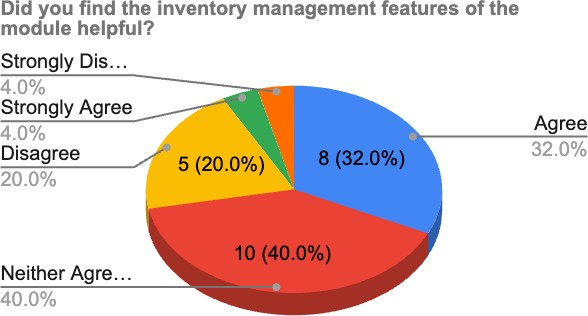 Did you find the inventory management features of the
module helpful?
Strongly Dis…
4.0%
Strongly Agree
4.0%
Disagree
20.0%
Neither Agre…
40.0%
Agree
32.0%
5 (20.0%)
8 (32.0%)
10 (40.0%)